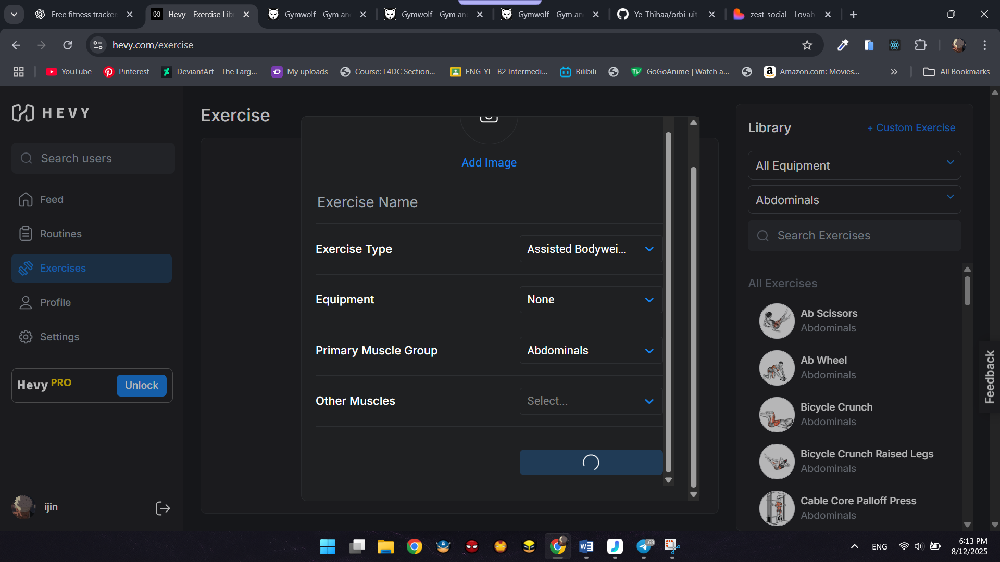 Free fitness tracker
Hevy - Exercise Lib
Gymwolf - Gym an
Gymwolf - Gym an
Gymwolf - Gym an
Ye-Thihaa/orbi-uit-
zest-social - Lovab
hevy.com/exercise
YouTube
Pinterest
DeviantArt - The Larg...
My uploads
Course: L4DC Section...
ENG-YL- B2 Intermedi...
Bilibili
GoGoAnime | Watch a...
Amazon.com: Movies...
All Bookmarks
HEVY
Search users
Feed
Routines
Exercises
Profile
Settings
Hevy PRO
Unlock
ijin
Exercise
Add Image
Exercise Name
Exercise Type
Assisted Bodywei...
Equipment
None
Primary Muscle Group
Abdominals
Other Muscles
Select...
Library
+ Custom Exercise
All Equipment
Abdominals
Search Exercises
All Exercises
Ab Scissors
Abdominals
Ab Wheel
Abdominals
Bicycle Crunch
Abdominals
Bicycle Crunch Raised Legs
Abdominals
Cable Core Palloff Press
Abdominals
Feedback
68
ENG
6:13 PM
8/12/2025